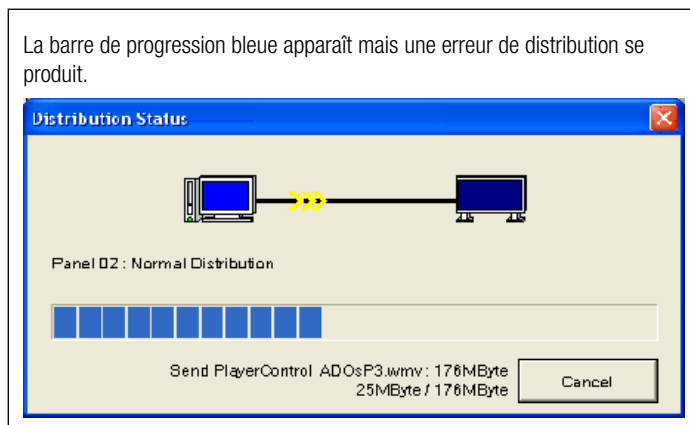 La barre de progression bleue apparaît mais une erreur de distribution se
produit.
Distribution Status
Panel 02 : Normal Distribution
Send PlayerControl ADOsP3.wmv : 176MByte
25MByte / 176MByte
Cancel